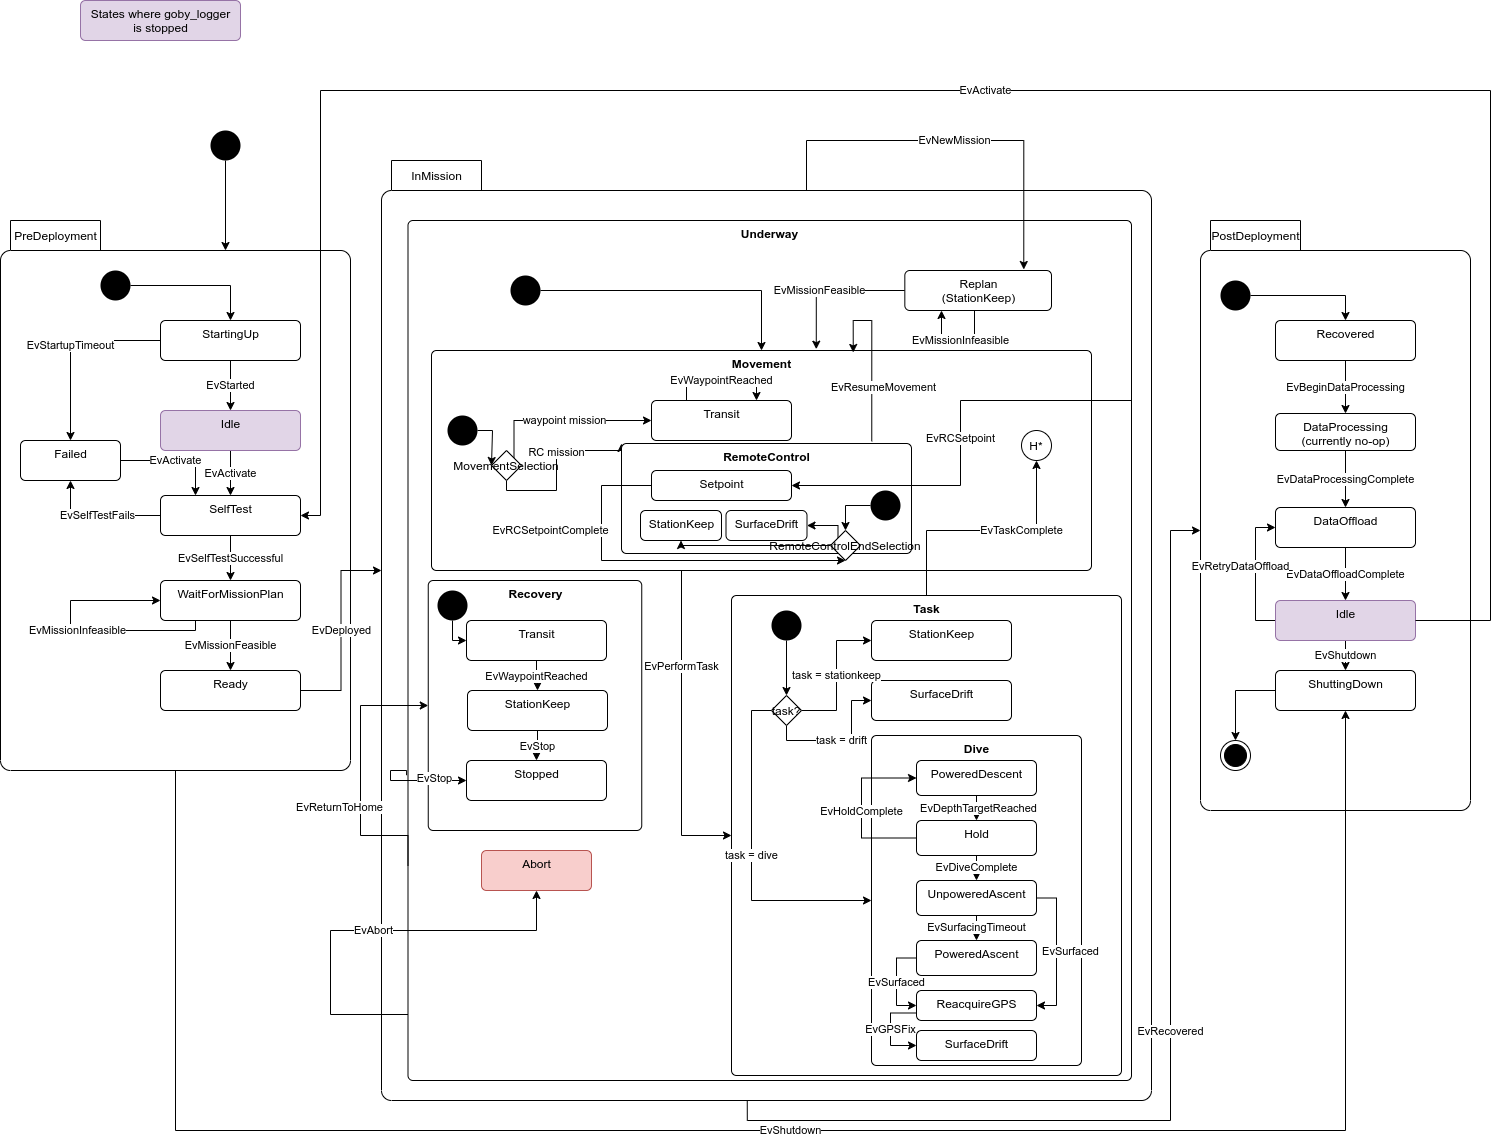 States where goby_logger
is stopped
EvActivate
EvNewMission
InMission
PreDeployment
Underway
PostDeployment
Replan
(StationKeep)
EvMissionFeasible
EvMissionInfeasible
StartingUp
EvStartupTimeout
EvStarted
Idle
Failed
EvActivate
EvActivate
SelfTest
EvSelfTestFails
EvSelfTestSuccessful
WaitForMissionPlan
EvMissionInfeasible
EvMissionFeasible
EvDeployed
Ready
Movement
EvWaypointReached
EvResumeMovement
Transit
waypoint mission
RC mission
MovementSelection
RemoteControl
EvRCSetpoint
H*
Setpoint
StationKeep
SurfaceDrift
EvRCSetpointComplete
RemoteControlEndSelection
EvTaskComplete
Recovery
Transit
EvWaypointReached
StationKeep
EvStop
Stopped
EvStop
EvReturnToHome
EvPerformTask
Abort
EvAbort
Task
StationKeep
task = stationkeep
SurfaceDrift
task?
task = drift
task = dive
Dive
PoweredDescent
EvHoldComplete
EvDepthTargetReached
Hold
EvDiveComplete
UnpoweredAscent
EvSurfacingTimeout
PoweredAscent
EvSurfaced
EvSurfaced
ReacquireGPS
EvGPSFix
SurfaceDrift
Recovered
EvBeginDataProcessing
DataProcessing
(currently no-op)
EvDataProcessingComplete
DataOffload
EvRetryDataOffload
EvDataOffloadComplete
Idle
EvShutdown
ShuttingDown
EvRecovered
EvShutdown